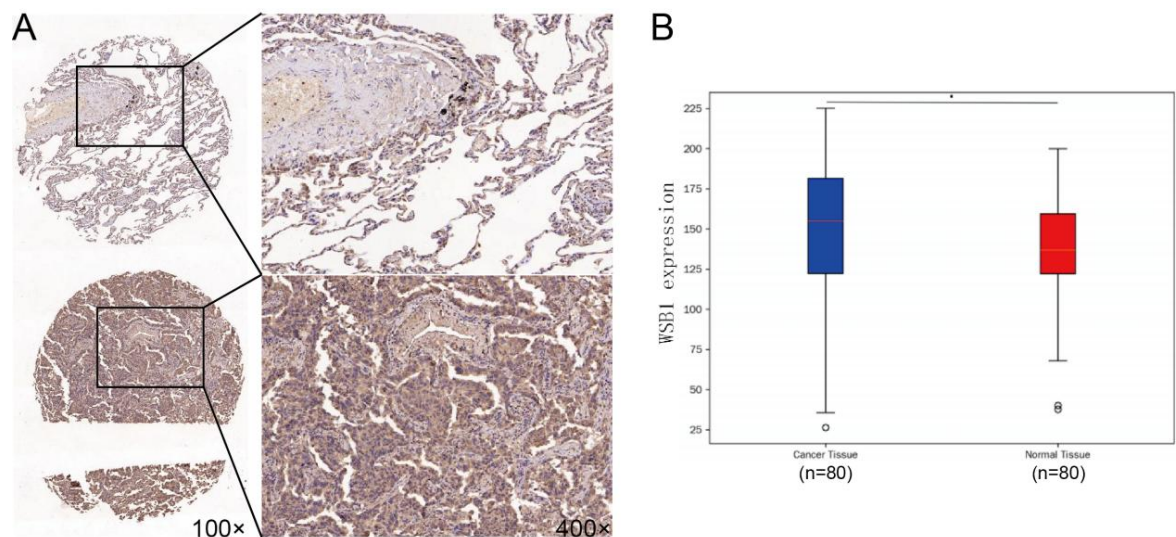 A
100×
400×
B
WSB1 expression
225
200
175
150
125
100
75
50
25
Cancer Tissue
(n=80)
Normal Tissue
(n=80)